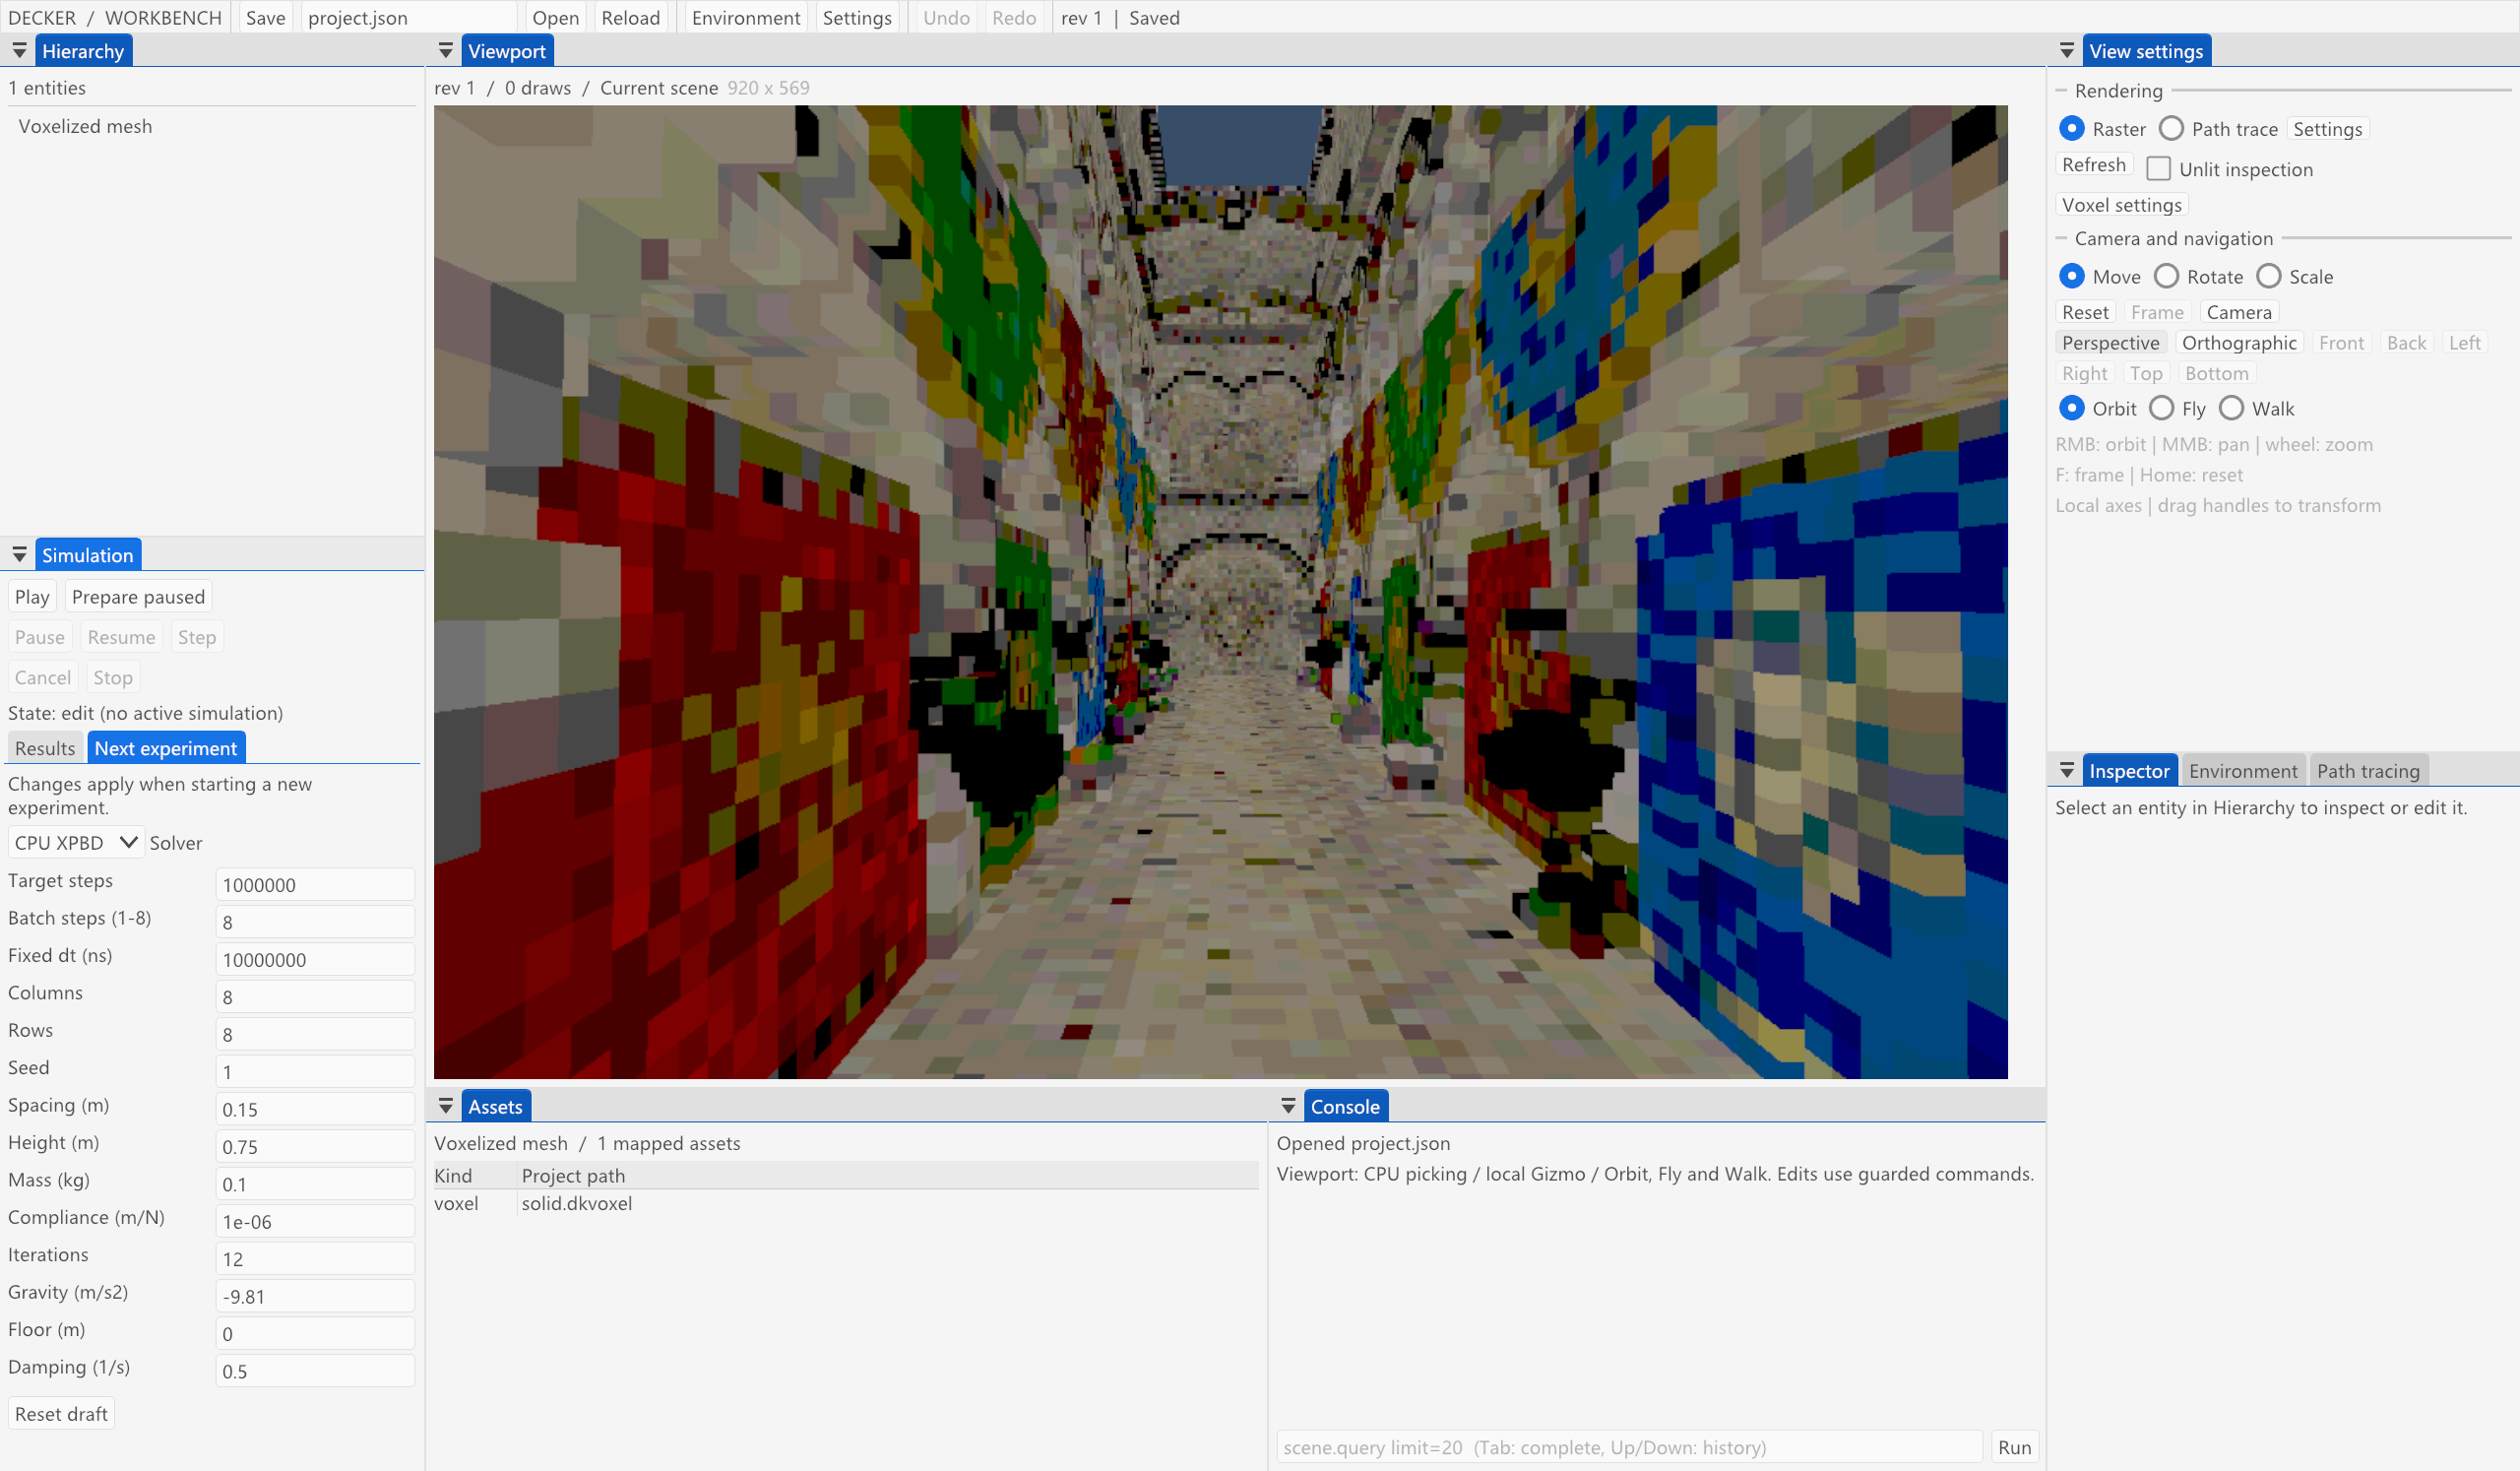 DECKER / WORKBENCH Save project.json Open Reload Environment Settings Undo Redo rev 1 | Saved
Hierarchy
1 entities
Voxelized mesh
Simulation
Play Prepare paused
Pause Resume Step
Cancel Stop
State: edit (no active simulation)
Results Next experiment
Changes apply when starting a new
experiment.
CPU XPBD Solver
Target steps 1000000
Batch steps (1-8) 8
Fixed dt (ns) 10000000
Columns 8
Rows 8
Seed 1
Spacing (m) 0.15
Height (m) 0.75
Mass (kg) 0.1
Compliance (m/N) 1e-06
Iterations 12
Gravity (m/s2) -9.81
Floor (m) 0
Damping (1/s) 0.5
Reset draft
Viewport
rev 1 / 0 draws / Current scene 920 x 569
Assets
Voxelized mesh / 1 mapped assets
Kind Project path
voxel solid.dkvoxel
Console
Opened project.json
Viewport: CPU picking / local Gizmo / Orbit, Fly and Walk. Edits use guarded commands.
scene.query limit=20 (Tab: complete, Up/Down: history) Run
View settings
Rendering
Raster Path trace Settings
Refresh Unlit inspection
Voxel settings
Camera and navigation
Move Rotate Scale
Reset Frame Camera
Perspective Orthographic Front Back Left
Right Top Bottom
Orbit Fly Walk
RMB: orbit | MMB: pan | wheel: zoom
F: frame | Home: reset
Local axes | drag handles to transform
Inspector Environment Path tracing
Select an entity in Hierarchy to inspect or edit it.